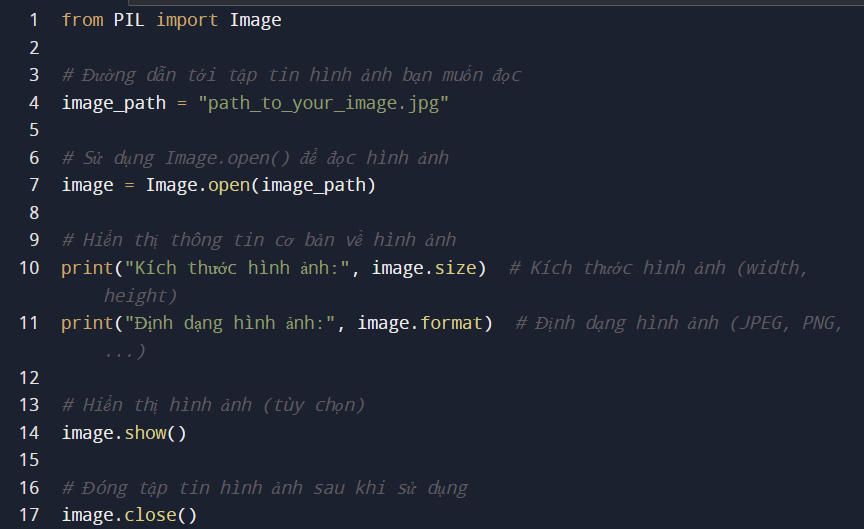 1 from PIL import Image
2
3 # Đường dẫn tới tập tin hình ảnh bạn muốn đọc
4 image_path = "path_to_your_image.jpg"
5
6 # Sử dụng Image.open() để đọc hình ảnh
7 image = Image.open(image_path)
8
9 # Hiển thị thông tin cơ bản về hình ảnh
10 print("Kích thước hình ảnh:", image.size)  # Kích thước hình ảnh (width,
height)
11 print("Định dạng hình ảnh:", image.format)  # Định dạng hình ảnh (JPEG, PNG,
...)
12
13 # Hiển thị hình ảnh (tùy chọn)
14 image.show()
15
16 # Đóng tập tin hình ảnh sau khi sử dụng
17 image.close()